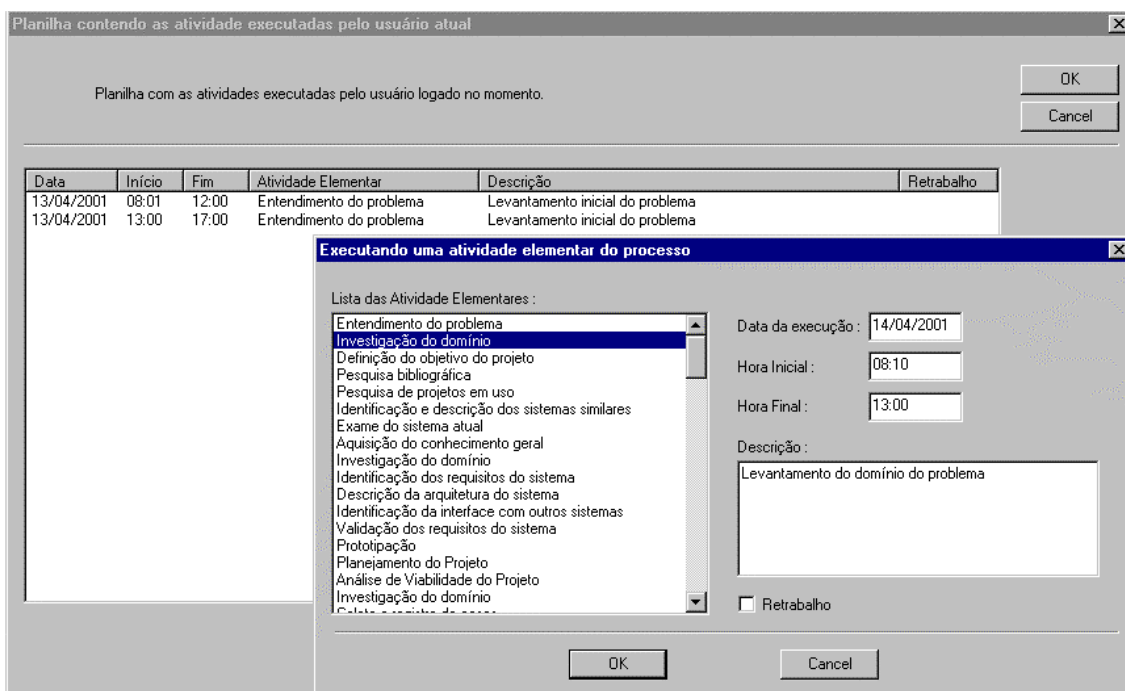 Planilha contendo as atividade executadas pelo usuário atual
Planilha com as atividades executadas pelo usuário logado no momento.
OK
Cancel
Data Início Fim Atividade Elementar Descrição Retrabalho
13/04/2001 08:01 12:00 Entendimento do problema Levantamento inicial do problema
13/04/2001 13:00 17:00 Entendimento do problema Levantamento inicial do problema
Executando uma atividade elementar do processo
Lista das Atividade Elementares :
Entendimento do problema
Investigação do domínio
Definição do objetivo do projeto
Pesquisa bibliográfica
Pesquisa de projetos em uso
Identificação e descrição dos sistemas similares
Exame do sistema atual
Aquisição do conhecimento geral
Investigação do domínio
Identificação dos requisitos do sistema
Descrição da arquitetura do sistema
Identificação da interface com outros sistemas
Validação dos requisitos do sistema
Prototipação
Planejamento do Projeto
Análise de Viabilidade do Projeto
Investigação do domínio
Data da execução : 14/04/2001
Hora Inicial : 08:10
Hora Final : 13:00
Descrição :
Levantamento do domínio do problema
Retrabalho
OK
Cancel